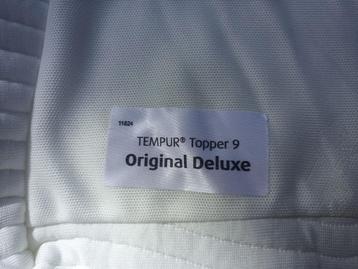 11824
TEMPUR® Topper 9
Original Deluxe